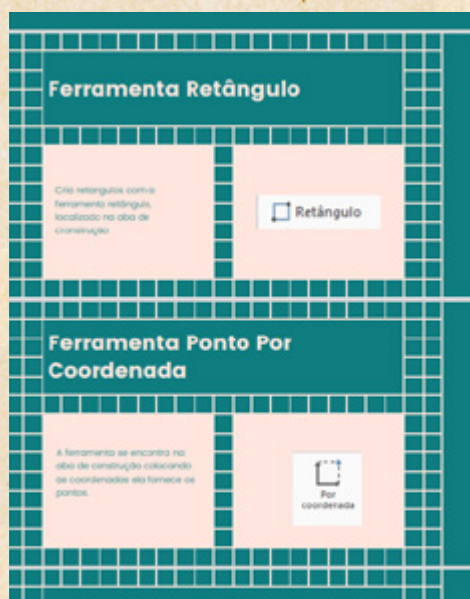 Ferramenta Retângulo
Cria retangulos com a
ferramenta retângulo,
localizado na aba de
cronstrução
Retângulo
Ferramenta Ponto Por
Coordenada
A ferramenta se encontra na
aba de construção colocando
as coordenadas ela fornece os
pontos.
Por
coordenada